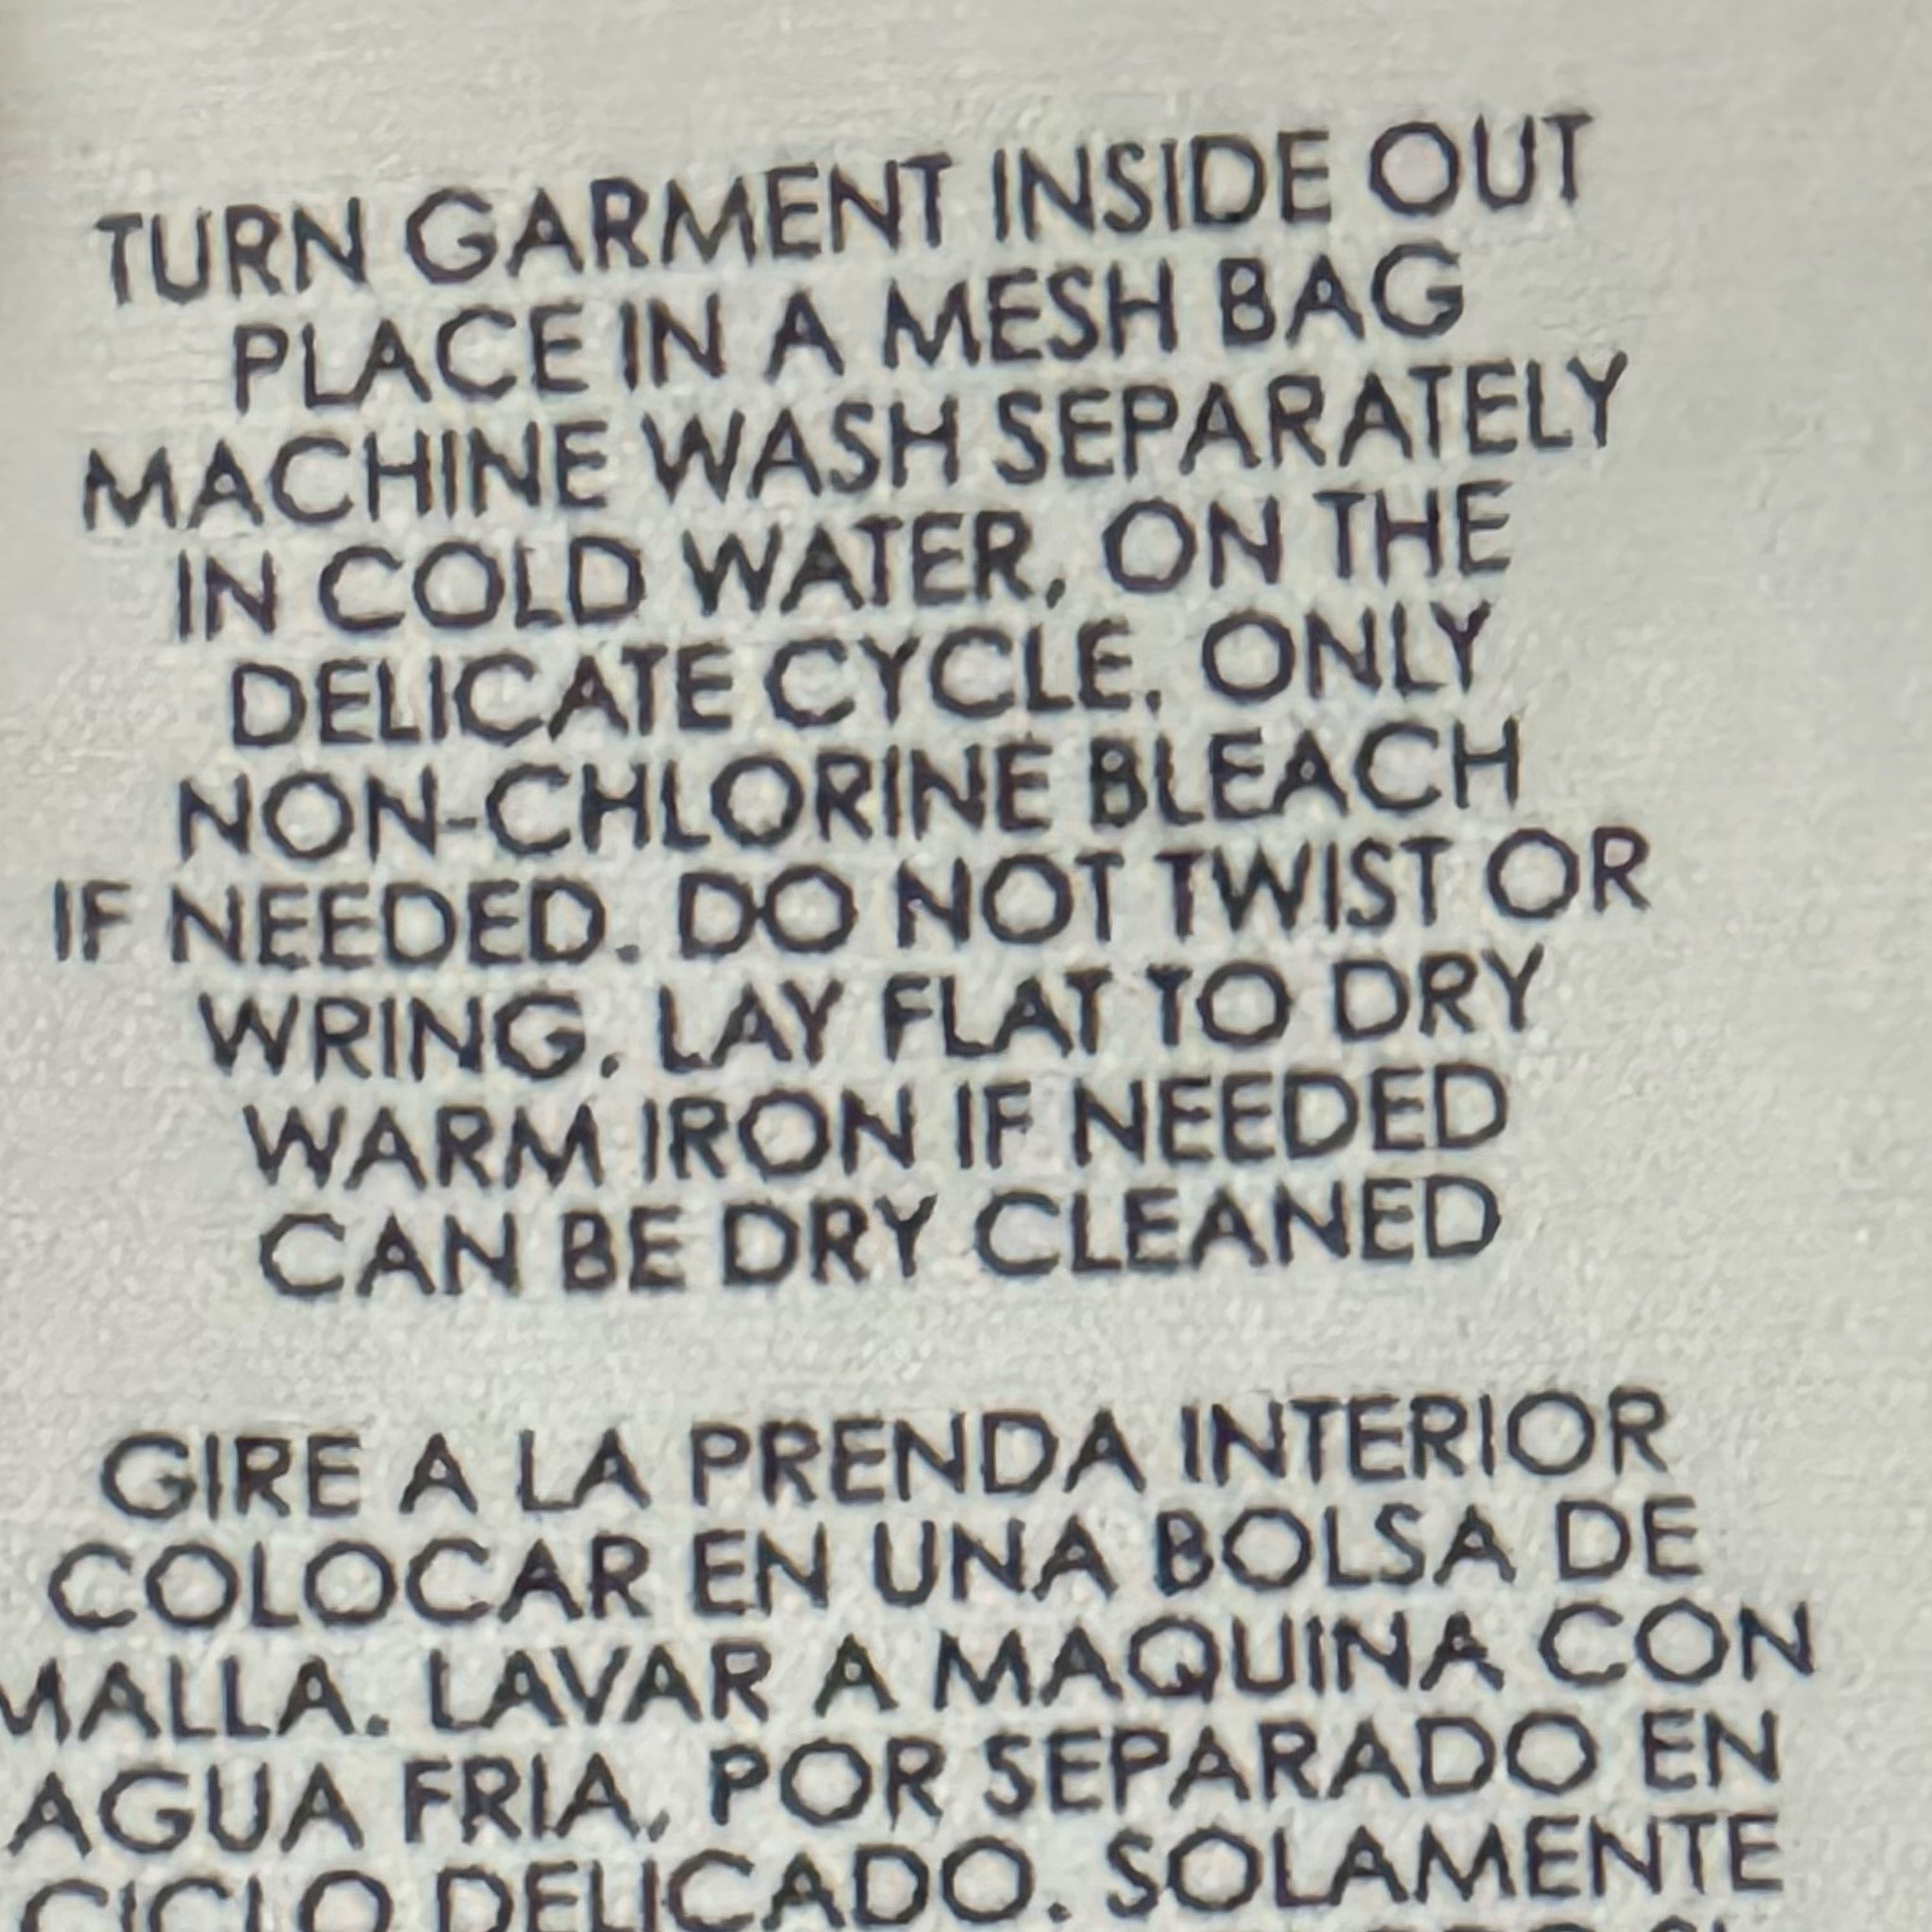 TURN GARMENT INSIDE OUT
PLACE IN A MESH BAG
MACHINE WASH SEPARATELY
IN COLD WATER, ON THE
DELICATE CYCLE. ONLY
NON-CHLORINE BLEACH
IF NEEDED. DO NOT TWIST OR
WRING. LAY FLAT TO DRY
WARM IRON IF NEEDED
CAN BE DRY CLEANED
GIRE A LA PRENDA INTERIOR
COLOCAR EN UNA BOLSA DE
MALLA. LAVAR A MAQUINA CON
AGUA FRIA, POR SEPARADO EN
CICLO DELICADO. SOLAMENTE